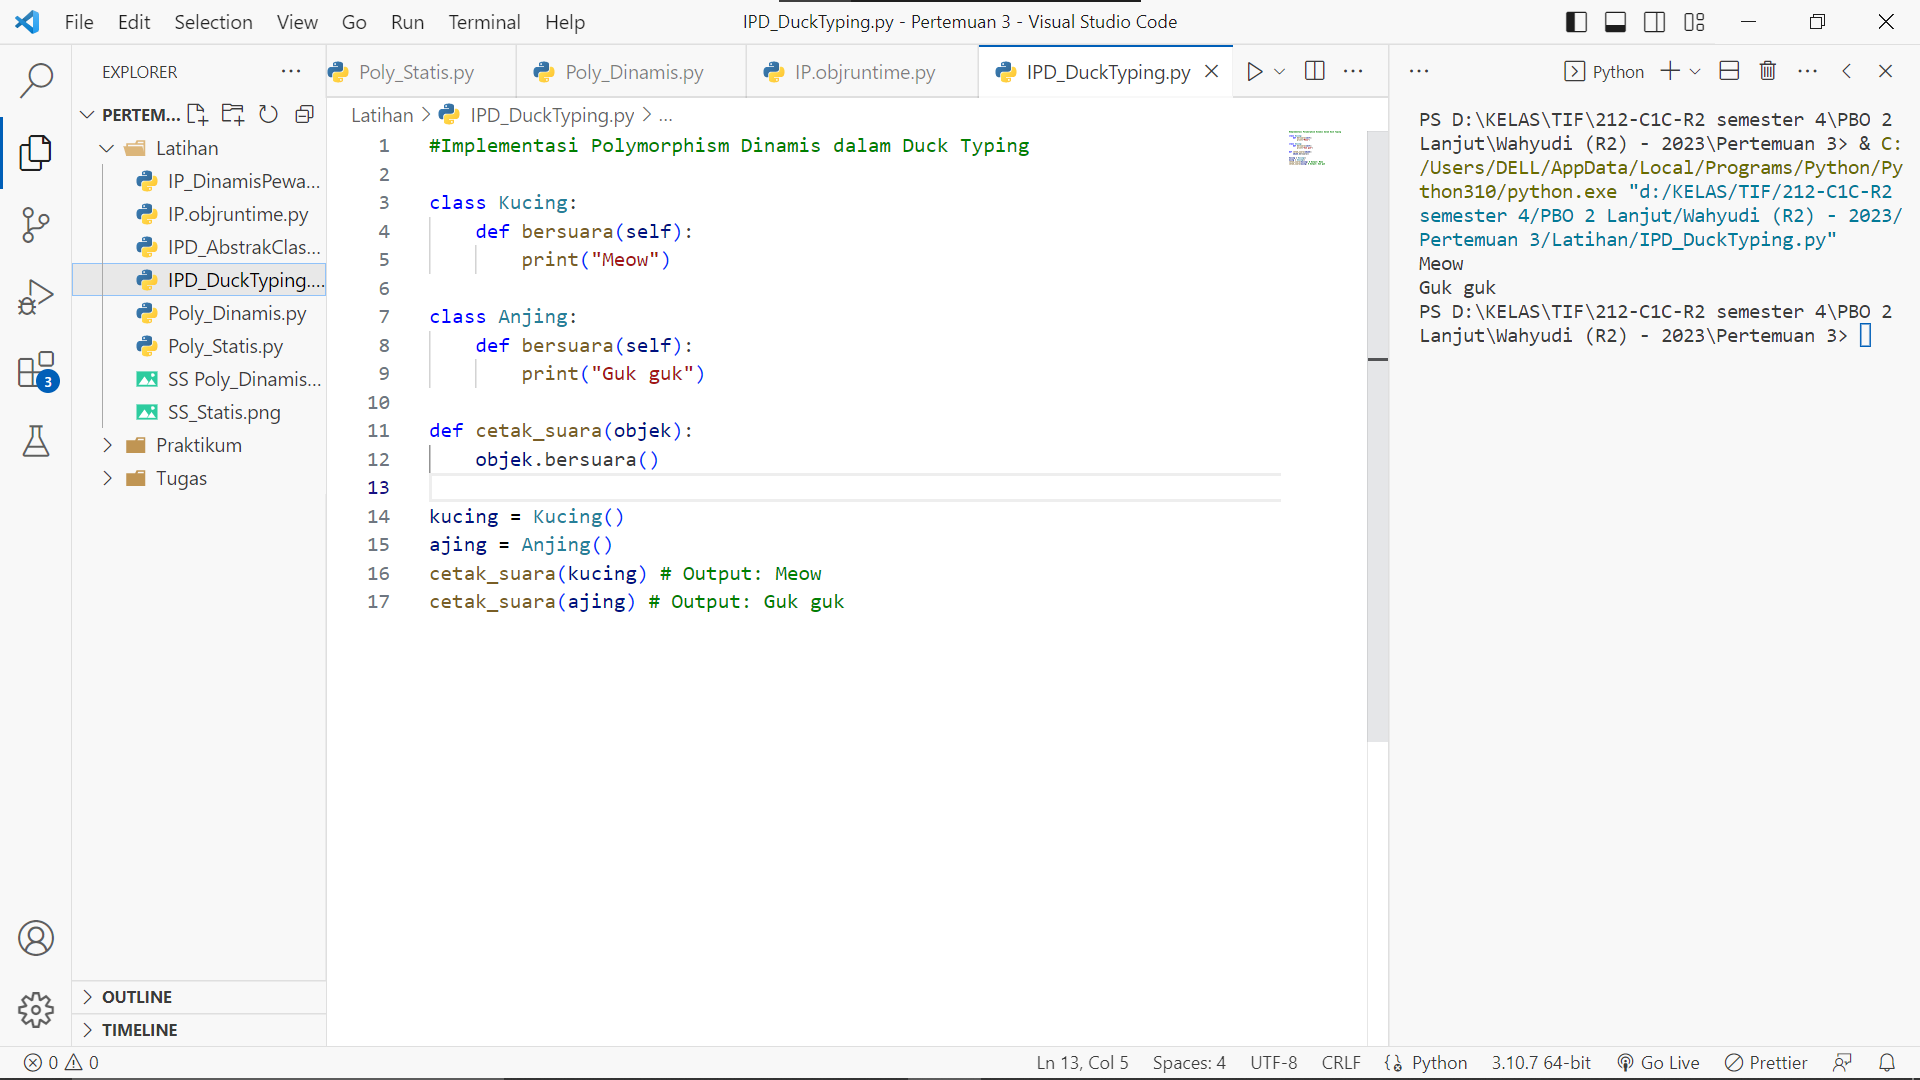 File Edit Selection View Go Run Terminal Help
IPD_DuckTyping.py - Pertemuan 3 - Visual Studio Code
EXPLORER
PERTEM...
Latihan
IP_DinamisPewa...
IP.objruntime.py
IPD_AbstrakClas...
IPD_DuckTyping....
Poly_Dinamis.py
Poly_Statis.py
SS Poly_Dinamis...
SS_Statis.png
Praktikum
Tugas
3
OUTLINE
TIMELINE
Poly_Statis.py Poly_Dinamis.py IP.objruntime.py IPD_DuckTyping.py
Latihan > IPD_DuckTyping.py > ...
1 #Implementasi Polymorphism Dinamis dalam Duck Typing
2
3 class Kucing:
4     def bersuara(self):
5         print("Meow")
6
7 class Anjing:
8     def bersuara(self):
9         print("Guk guk")
10
11 def cetak_suara(objek):
12     objek.bersuara()
13
14 kucing = Kucing()
15 ajing = Anjing()
16 cetak_suara(kucing) # Output: Meow
17 cetak_suara(ajing) # Output: Guk guk
Python
PS D:\KELAS\TIF\212-C1C-R2 semester 4\PBO 2
Lanjut\Wahyudi (R2) - 2023\Pertemuan 3> & C:
/Users/DELL/AppData/Local/Programs/Python/Py
thon310/python.exe "d:/KELAS/TIF/212-C1C-R2
semester 4/PBO 2 Lanjut/Wahyudi (R2) - 2023/
Pertemuan 3/Latihan/IPD_DuckTyping.py"
Meow
Guk guk
PS D:\KELAS\TIF\212-C1C-R2 semester 4\PBO 2
Lanjut\Wahyudi (R2) - 2023\Pertemuan 3>
0 0
Ln 13, Col 5 Spaces: 4 UTF-8 CRLF Python 3.10.7 64-bit Go Live Prettier